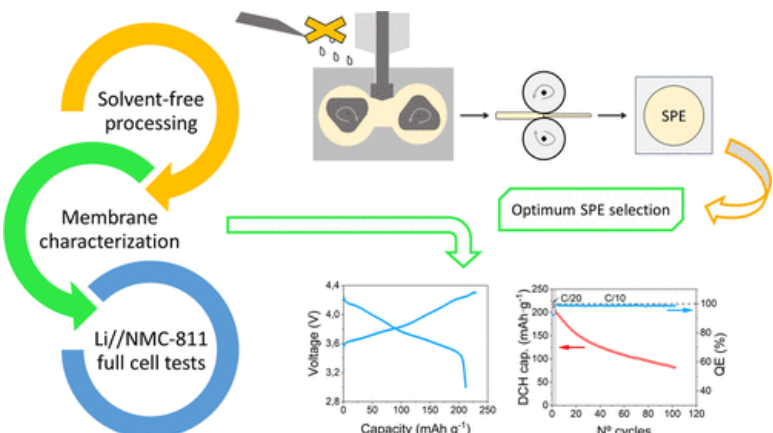 Solvent-free
processing
SPE
Membrane
characterization
Optimum SPE selection
Li//NMC-811
full cell tests
4,4
4,0
3,6
3,2
2,8
Voltage (V)
0 50 100 150 200 250
Capacity (mAh g⁻¹)
250
200
150
100
50
0
DCH cap. (mAh·g⁻¹)
C/20 C/10
100
80
60
40
QE (%)
0 20 40 60 80 100 120
Nº cycles